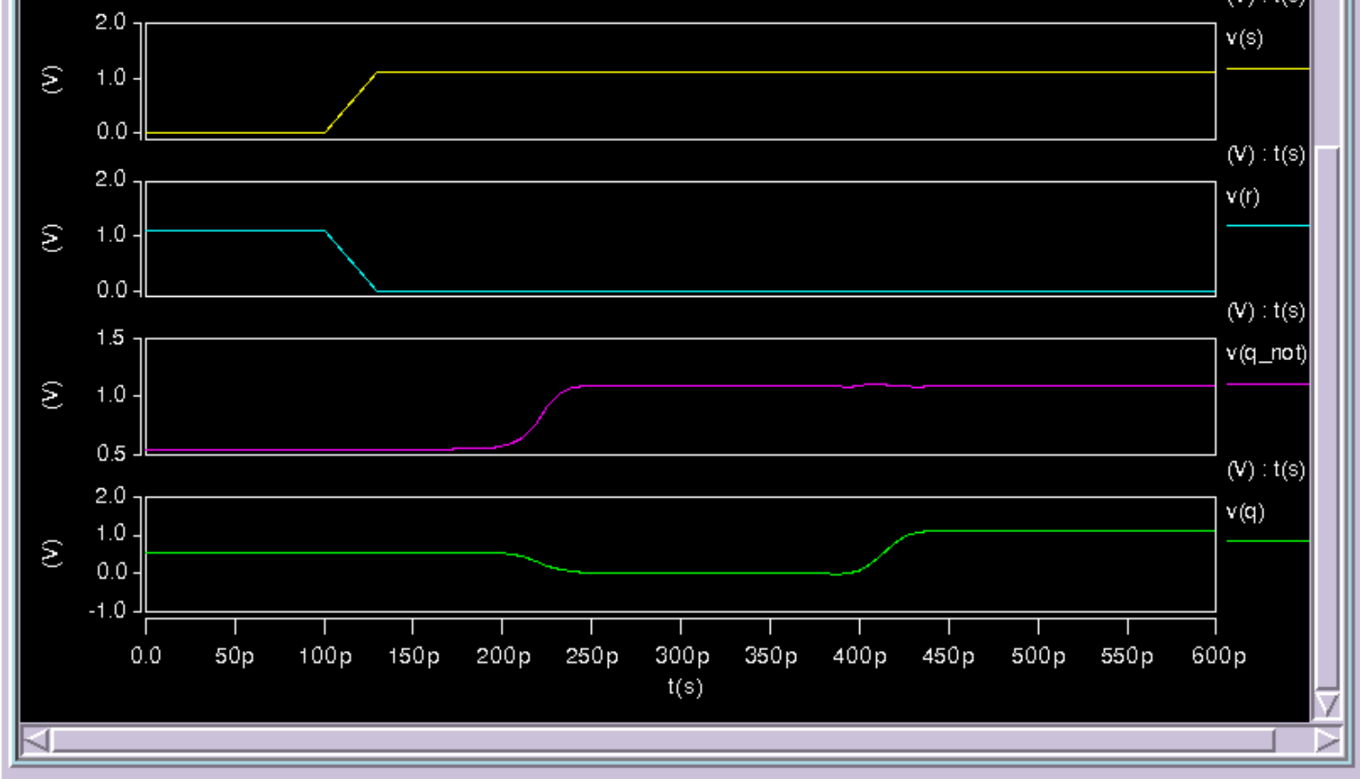 (V) : t(s)
2.0
v(s)
(V)
1.0
0.0
(V) : t(s)
2.0
v(r)
(V)
1.0
0.0
(V) : t(s)
1.5
v(q_not)
(V)
1.0
0.5
(V) : t(s)
2.0
v(q)
1.0
(V)
0.0
-1.0
0.0 50p 100p 150p 200p 250p 300p 350p 400p 450p 500p 550p 600p
t(s)